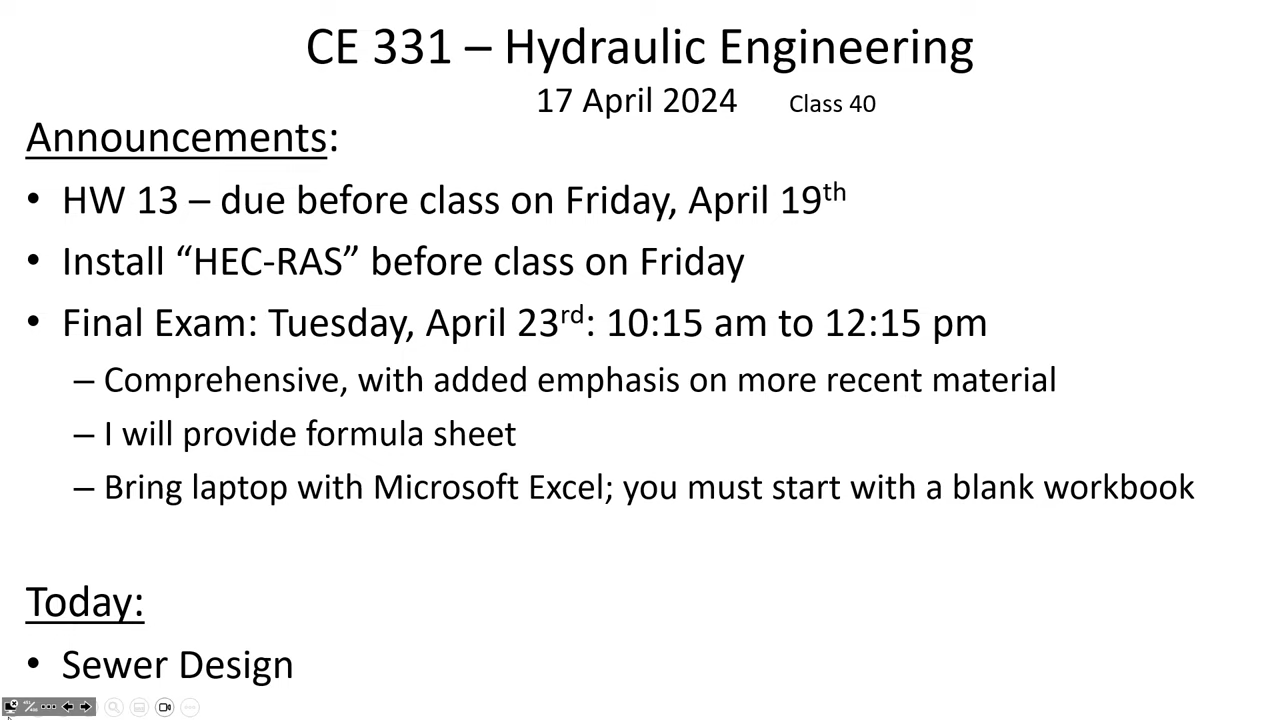 CE 331 – Hydraulic Engineering
17 April 2024 Class 40
Announcements:
• HW 13 – due before class on Friday, April 19th
• Install “HEC-RAS” before class on Friday
• Final Exam: Tuesday, April 23rd: 10:15 am to 12:15 pm
– Comprehensive, with added emphasis on more recent material
– I will provide formula sheet
– Bring laptop with Microsoft Excel; you must start with a blank workbook
Today:
• Sewer Design